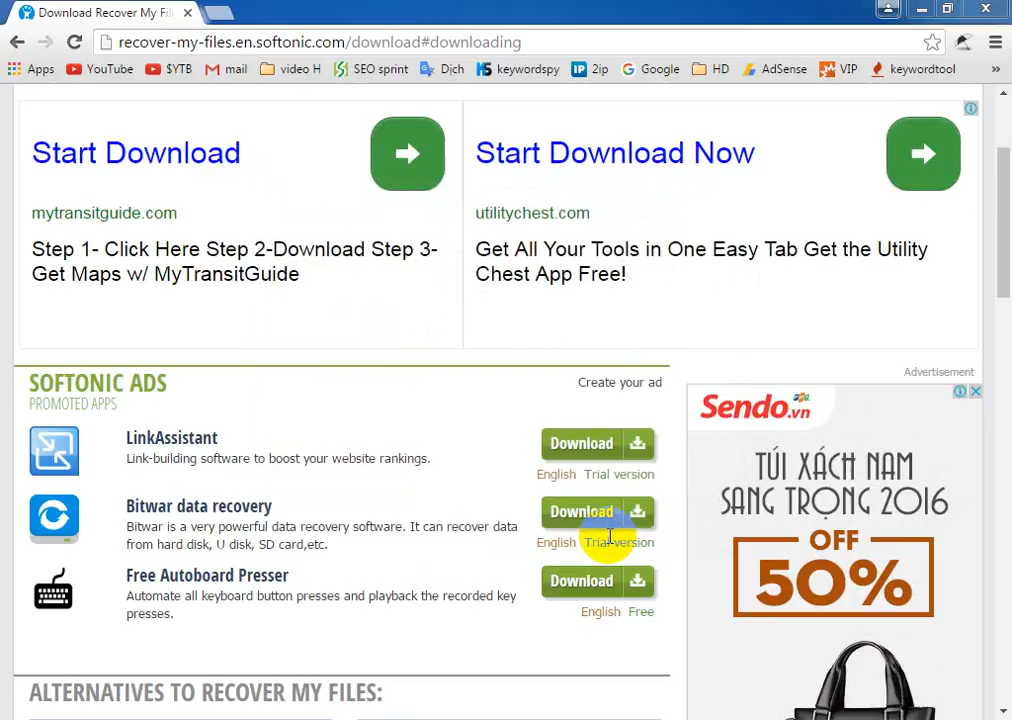 Download Recover My Fil
recover-my-files.en.softonic.com/download#downloading
Apps YouTube $YTB mail video H SEO sprint Dịch keywordspy IP 2ip Google HD AdSense VIP keywordtool »
Start Download
Start Download Now
mytransitguide.com
utilitychest.com
Step 1- Click Here Step 2-Download Step 3-
Get Maps w/ MyTransitGuide
Get All Your Tools in One Easy Tab Get the Utility
Chest App Free!
SOFTONIC ADS
Create your ad
PROMOTED APPS
LinkAssistant
Link-building software to boost your website rankings.
Download
English Trial version
Bitwar data recovery
Bitwar is a very powerful data recovery software. It can recover data
from hard disk, U disk, SD card,etc.
Download
English Trial version
Free Autoboard Presser
Automate all keyboard button presses and playback the recorded key
presses.
Download
English Free
ALTERNATIVES TO RECOVER MY FILES:
Advertisement
Sendo.vn
TÚI XÁCH NAM
SANG TRỌNG 2016
OFF
50%